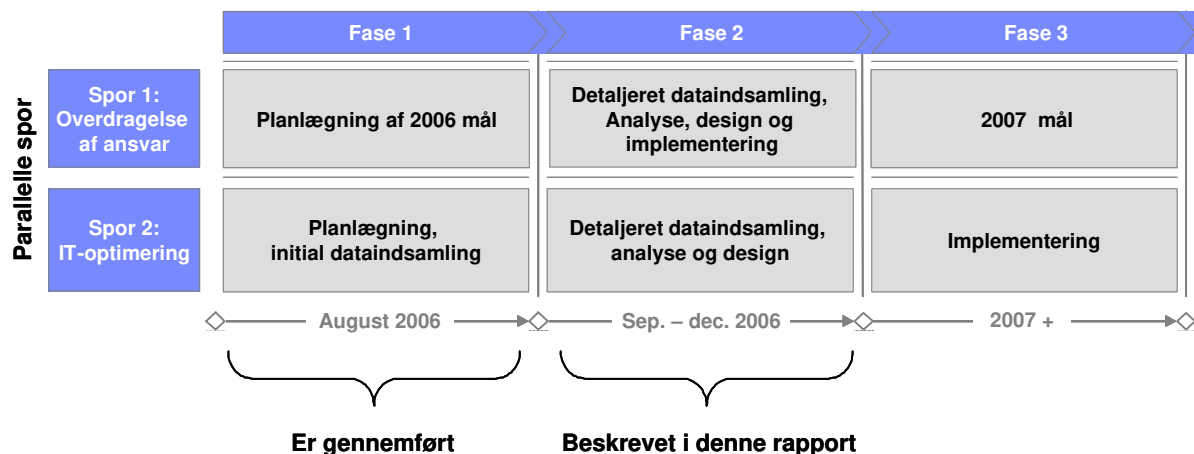 Fase 1
Fase 2
Fase 3
Parallelle spor
Spor 1:
Overdragelse
af ansvar
Planlægning af 2006 mål
Detaljeret dataindsamling,
Analyse, design og
implementering
2007 mål
Spor 2:
IT-optimering
Planlægning,
initial dataindsamling
Detaljeret dataindsamling,
analyse og design
Implementering
August 2006
Sep. – dec. 2006
2007 +
Er gennemført
Beskrevet i denne rapport